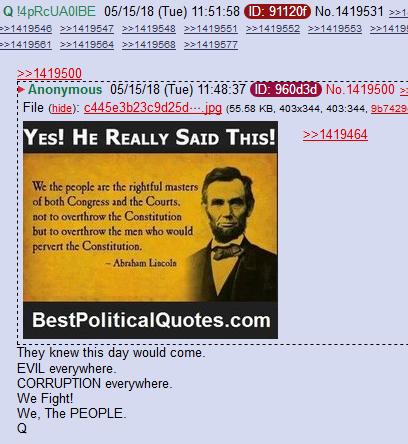 Q !4pRcUA0lBE 05/15/18 (Tue) 11:51:58 ID: 91120f No.1419531
>>1419546 >>1419547 >>1419548 >>1419551 >>1419552 >>1419553
>>1419561 >>1419564 >>1419568 >>1419577
>>1419500
Anonymous 05/15/18 (Tue) 11:48:37 ID: 960d3d No.1419500
File (hide): c445e3b23c9d25d···.jpg (55.58 KB, 403x344, 403:344, 9b7429
>>1419464
YES! HE REALLY SAID THIS!
We the people are the rightful masters
of both Congress and the Courts,
not to overthrow the Constitution
but to overthrow the men who would
pervert the Constitution.
– Abraham Lincoln
BestPoliticalQuotes.com
They knew this day would come.
EVIL everywhere.
CORRUPTION everywhere.
We Fight!
We, The PEOPLE.
Q